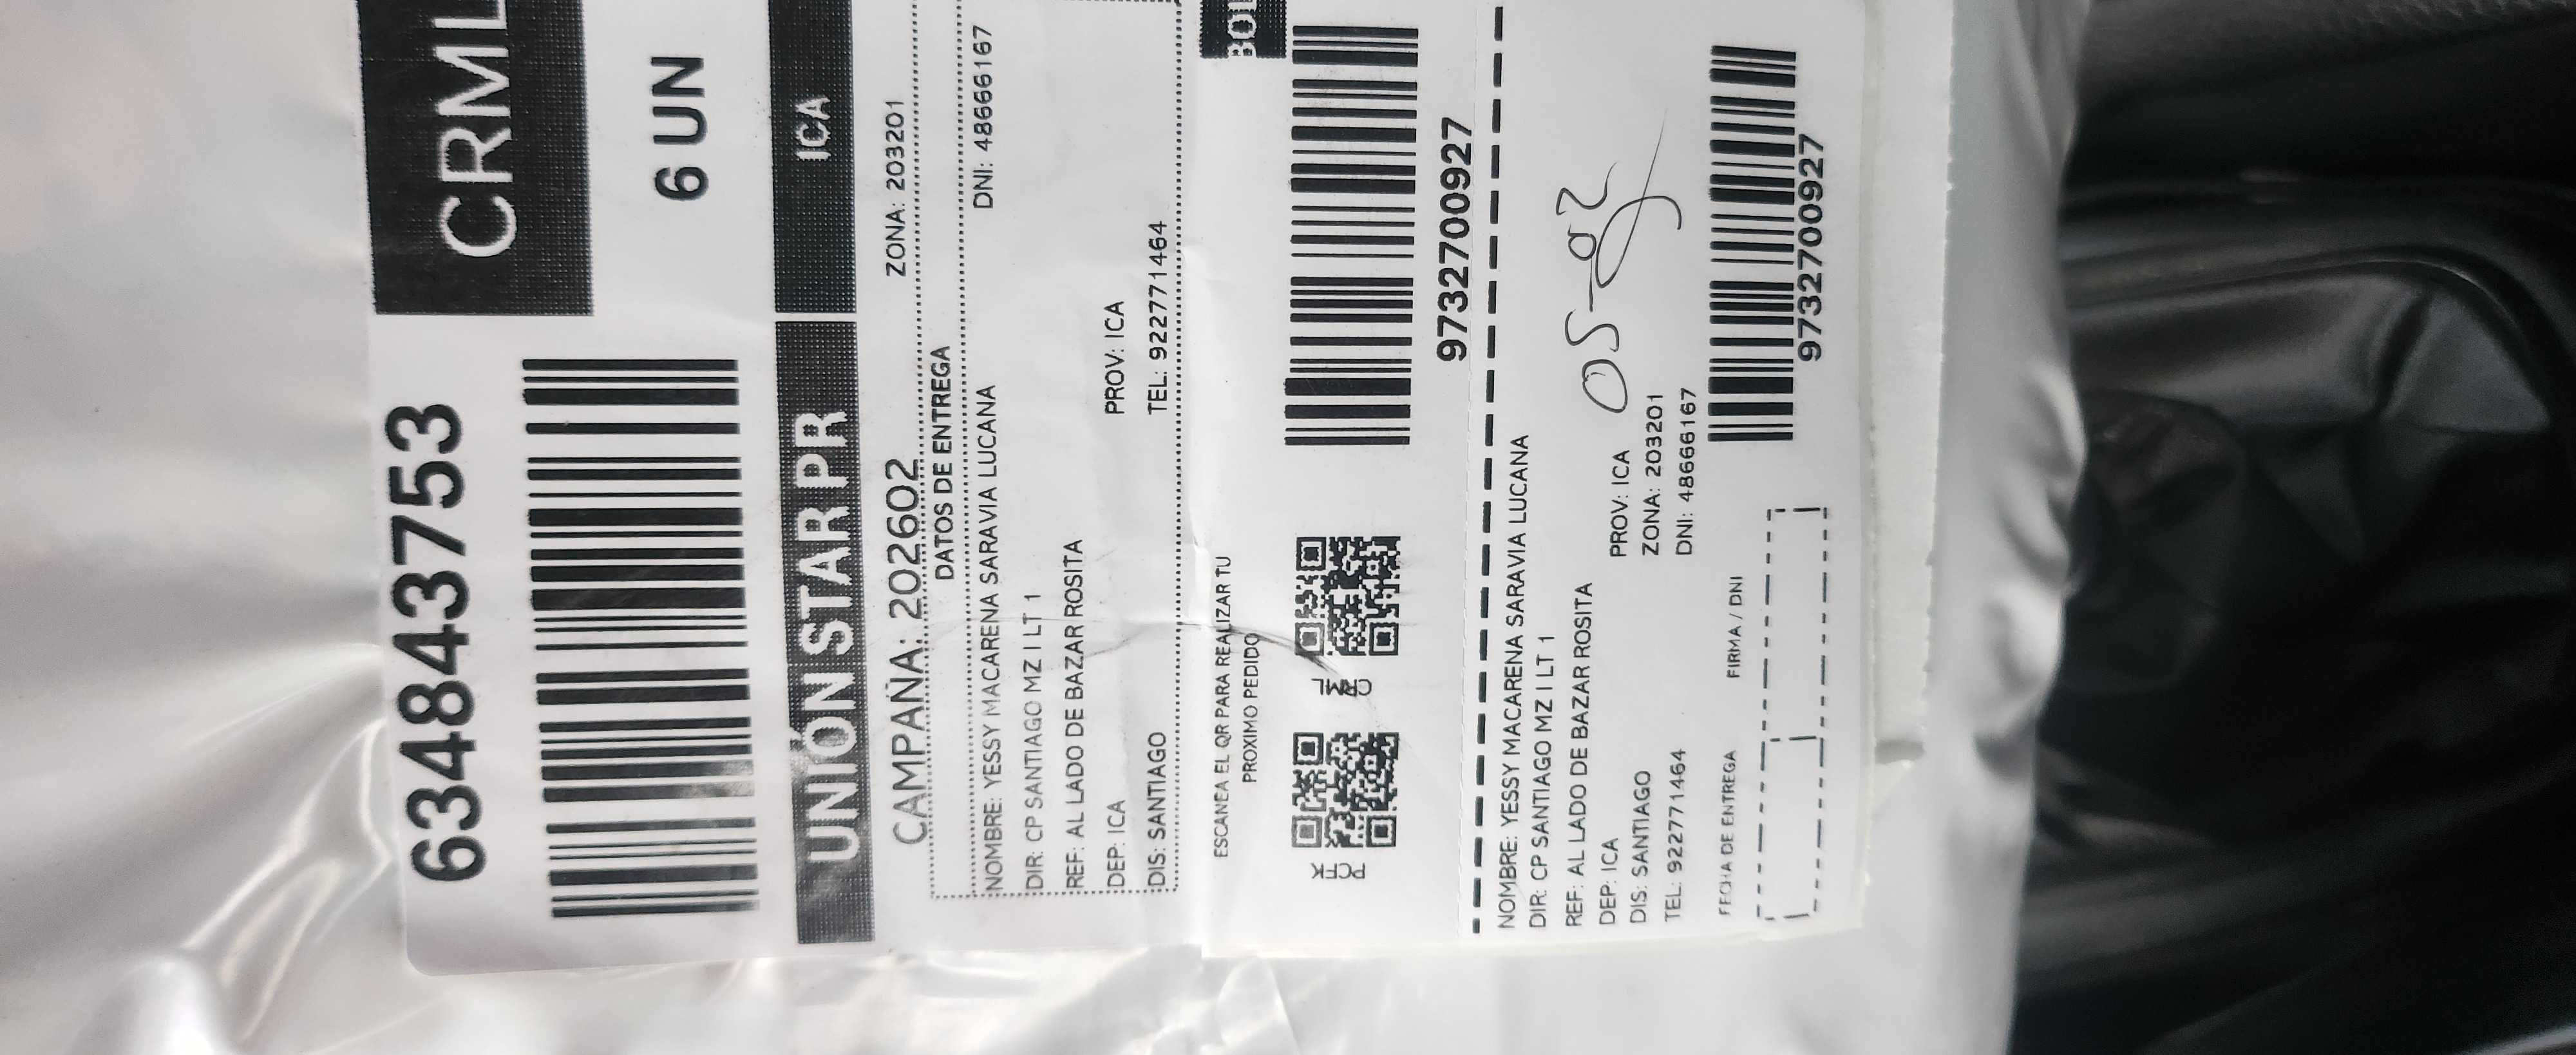 6348437753
CRML
6 UN
UNIÓN STAR PR
ICA
CAMPAÑA: 202602
ZONA: 203201
DATOS DE ENTREGA
NOMBRE: YESSY MACARENA SARAVIA LUCANA
DNI: 48666167
DIR: CP SANTIAGO MZ I LT 1
REF: AL LADO DE BAZAR ROSITA
DEP: ICA
PROV: ICA
DIS: SANTIAGO
TEL: 922771464
ESCANEA EL QR PARA REALIZAR TU
PROXIMO PEDIDO
9732700927
NOMBRE: YESSY MACARENA SARAVIA LUCANA
DIR: CP SANTIAGO MZ I LT 1
REF: AL LADO DE BAZAR ROSITA
05-02
DEP: ICA
PROV: ICA
DIS: SANTIAGO
ZONA: 203201
TEL: 922771464
DNI: 48666167
FECHA DE ENTREGA
FIRMA / DNI
9732700927